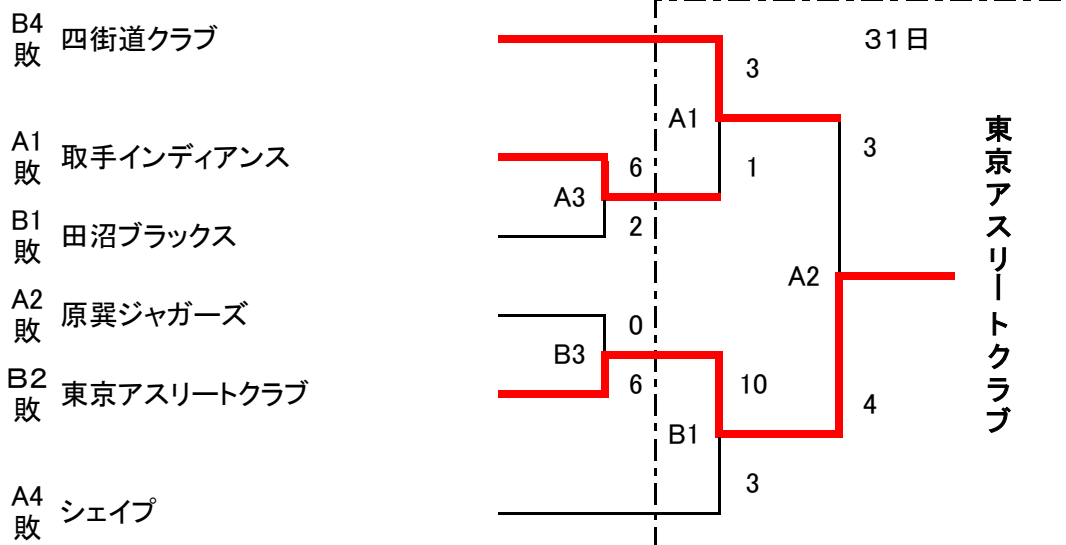 B4
敗
四街道クラブ
31日
3
A1
A1
敗
取手インディアンス
6
1
3
A3
B1
敗
田沼ブラックス
2
A2
A2
敗
原巽ジャガーズ
0
B3
B2
敗
東京アスリートクラブ
6
10
4
B1
A4
敗
シェイプ
3
東京アスリートクラブ